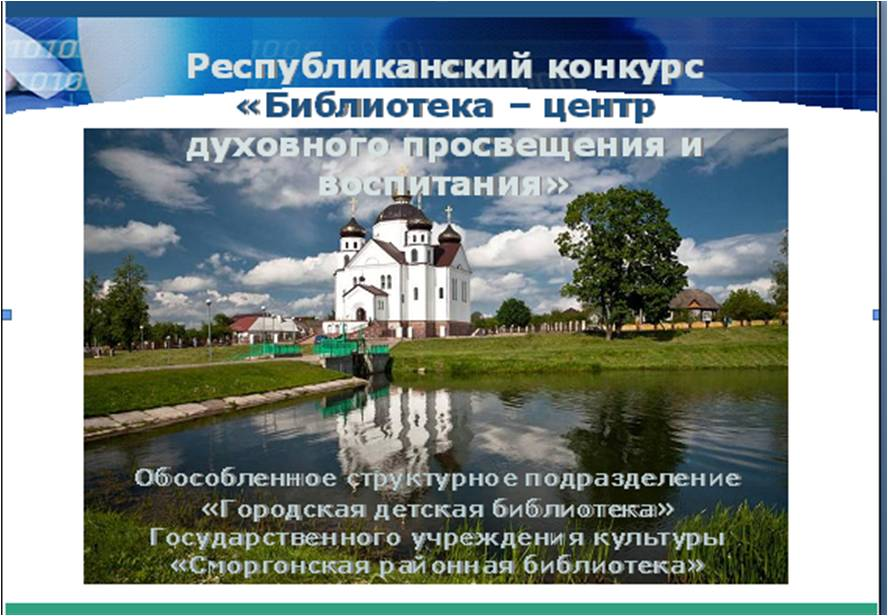 Республиканский конкурс
«Библиотека – центр
духовного просвещения и
воспитания»
Обособленное структурное подразделение
«Городская детская библиотека»
Государственного учреждения культуры
«Сморгонская районная библиотека»